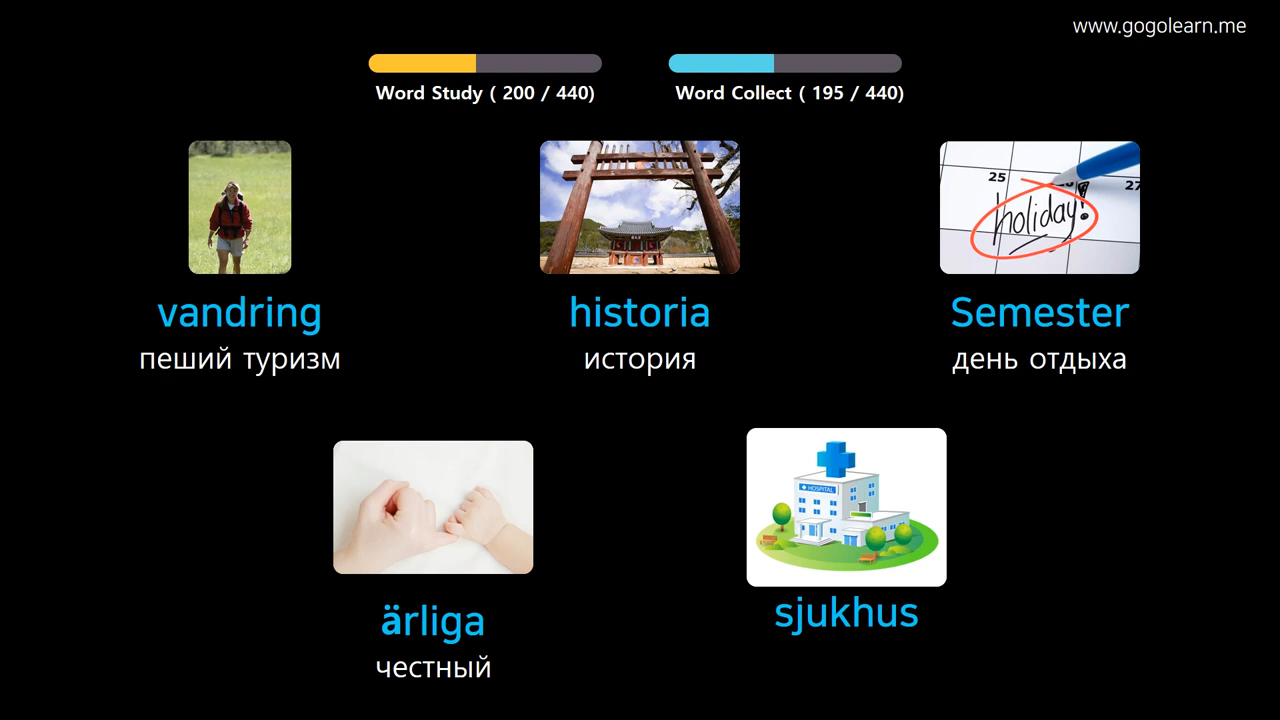 www.gogolearn.me
Word Study ( 200 / 440)
Word Collect ( 195 / 440)
25
27
holiday!
vandring
historia
Semester
пеший туризм
история
день отдыха
HOSPITAL
ärliga
sjukhus
честный